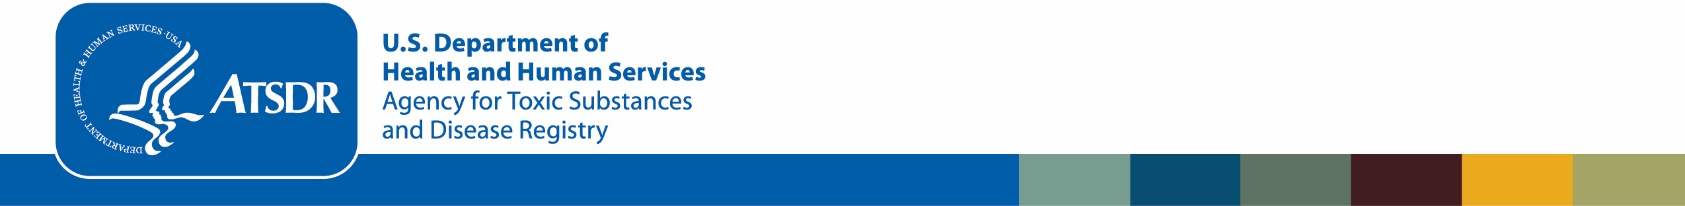 DEPARTMENT OF HEALTH & HUMAN SERVICES·USA
ATSDR
U.S. Department of
Health and Human Services
Agency for Toxic Substances
and Disease Registry